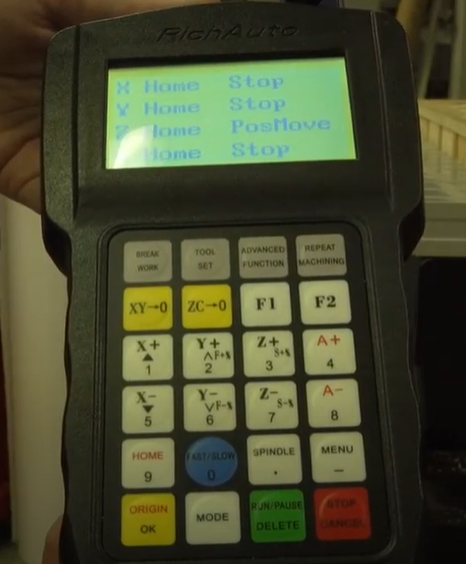 RichAuto
X Home Stop
Y Home Stop
Z Home PosMove
Home Stop
BREAK WORK
TOOL SET
ADVANCED FUNCTION
REPEAT MACHINING
XY→0
ZC→0
F1
F2
X+ ▲ 1
Y+ ∧F+% 2
Z+ S+% 3
A+ 4
X- ▼ 5
Y- ∨F-% 6
Z- S-% 7
A- 8
HOME 9
FAST/SLOW 0
SPINDLE .
MENU −
ORIGIN OK
MODE
RUN/PAUSE DELETE
STOP CANCEL